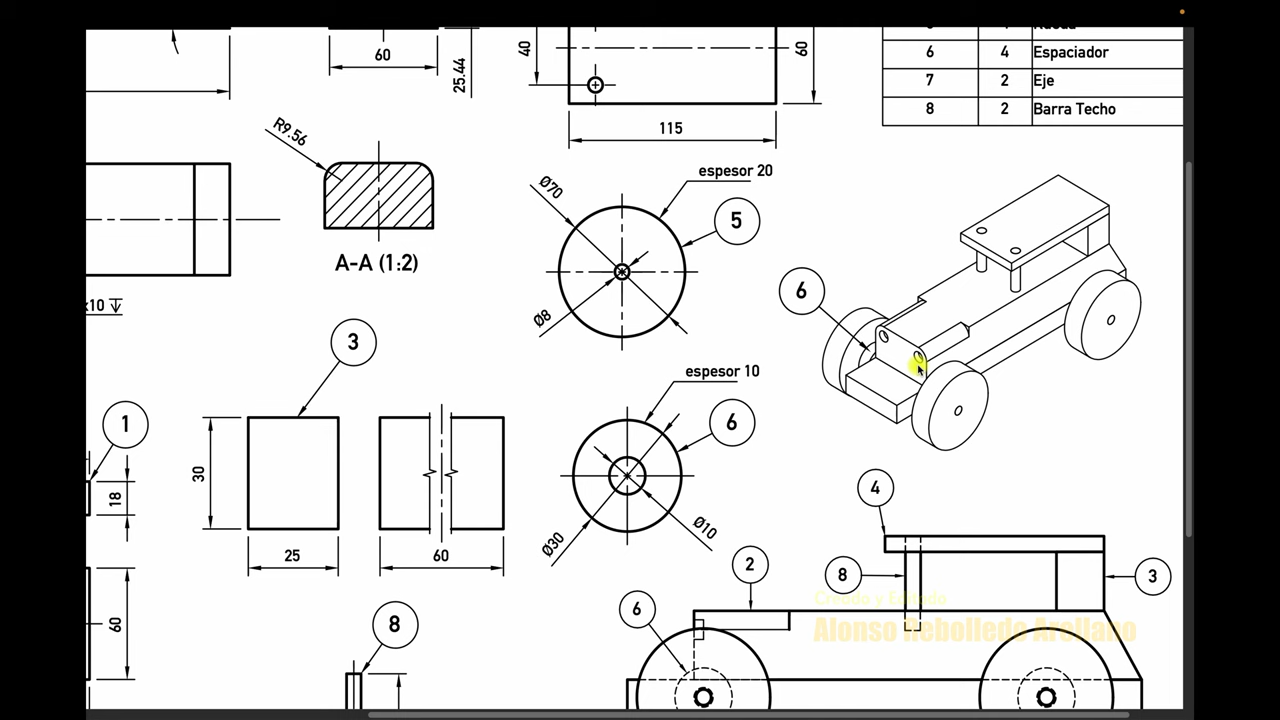 60
25.44
40
60
115
6 4 Espaciador
7 2 Eje
8 2 Barra Techo
R9.56
A-A (1:2)
x10
Ø70
espesor 20
5
Ø8
6
3
30
25
60
espesor 10
6
Ø30
Ø10
1
18
60
8
4
8
3
2
6
Creado y Editado
Alonso Rebolledo Arellano